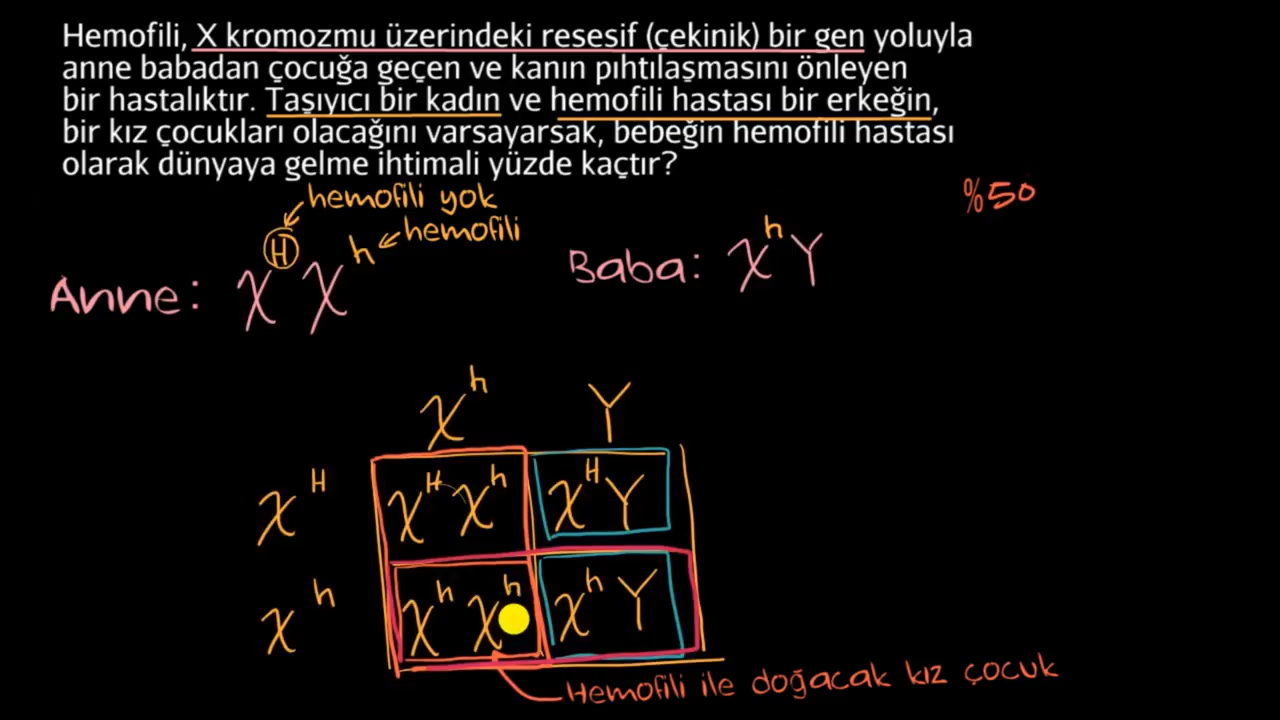 Hemofili, X kromozmu üzerindeki resesif (çekinik) bir gen yoluyla
anne babadan çocuğa geçen ve kanın pıhtılaşmasını önleyen
bir hastalıktır. Taşıyıcı bir kadın ve hemofili hastası bir erkeğin,
bir kız çocukları olacağını varsayarsak, bebeğin hemofili hastası
olarak dünyaya gelme ihtimali yüzde kaçtır?
%50
hemofili yok
hemofili
Anne: X^H X^h
Baba: X^h Y
X^h Y
X^H X^H X^h X^H Y
X^h X^h X^h X^h Y
Hemofili ile doğacak kız çocuk